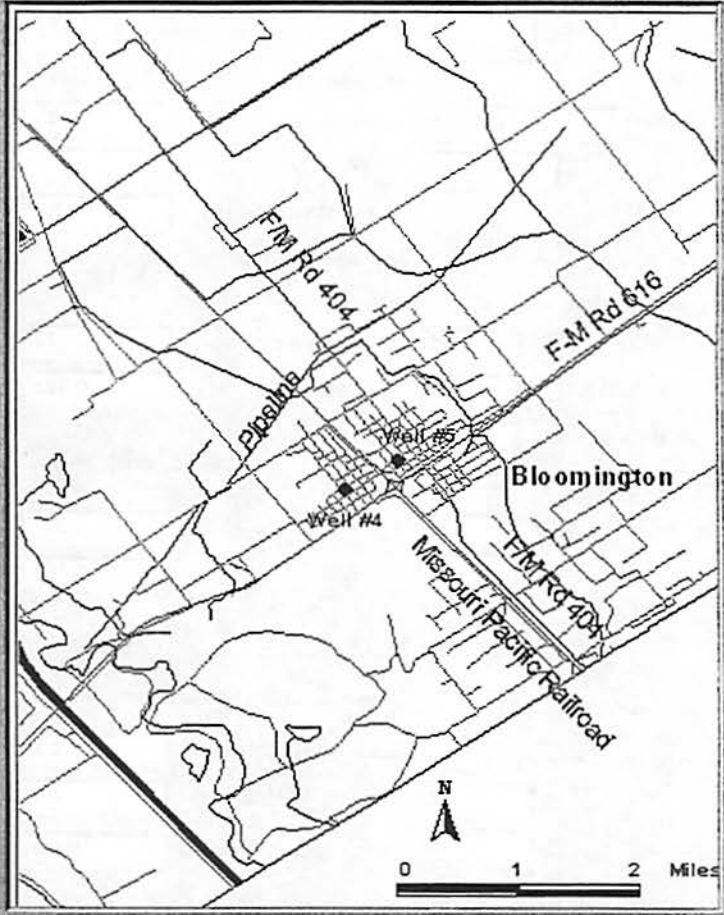 F/M Rd 404
F-M Rd 616
Pipeline
Well #5
Bloomington
Well #4
F/M Rd 404
Missouri Pacific Railroad
N
0 1 2 Miles